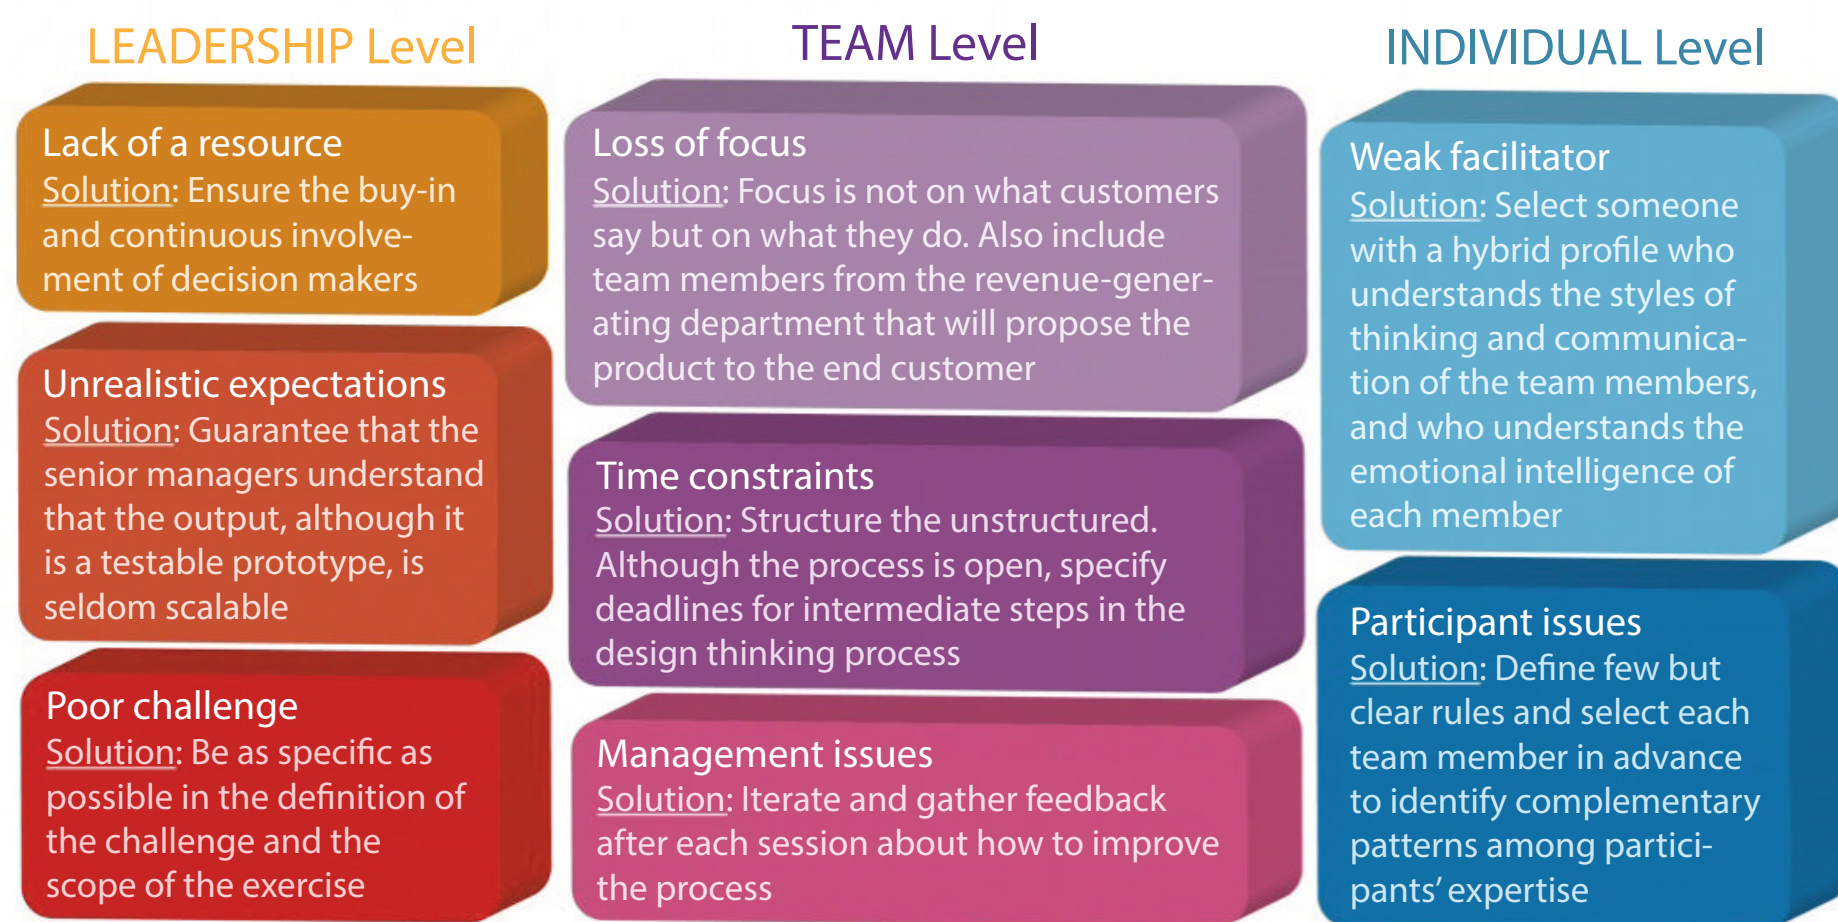 LEADERSHIP Level
Lack of a resource
Solution: Ensure the buy-in
and continuous involve-
ment of decision makers
Unrealistic expectations
Solution: Guarantee that the
senior managers understand
that the output, although it
is a testable prototype, is
seldom scalable
Poor challenge
Solution: Be as specific as
possible in the definition of
the challenge and the
scope of the exercise
TEAM Level
Loss of focus
Solution: Focus is not on what customers
say but on what they do. Also include
team members from the revenue-gener-
ating department that will propose the
product to the end customer
Time constraints
Solution: Structure the unstructured.
Although the process is open, specify
deadlines for intermediate steps in the
design thinking process
Management issues
Solution: Iterate and gather feedback
after each session about how to improve
the process
INDIVIDUAL Level
Weak facilitator
Solution: Select someone
with a hybrid profile who
understands the styles of
thinking and communica-
tion of the team members,
and who understands the
emotional intelligence of
each member
Participant issues
Solution: Define few but
clear rules and select each
team member in advance
to identify complementary
patterns among partici-
pants’ expertise